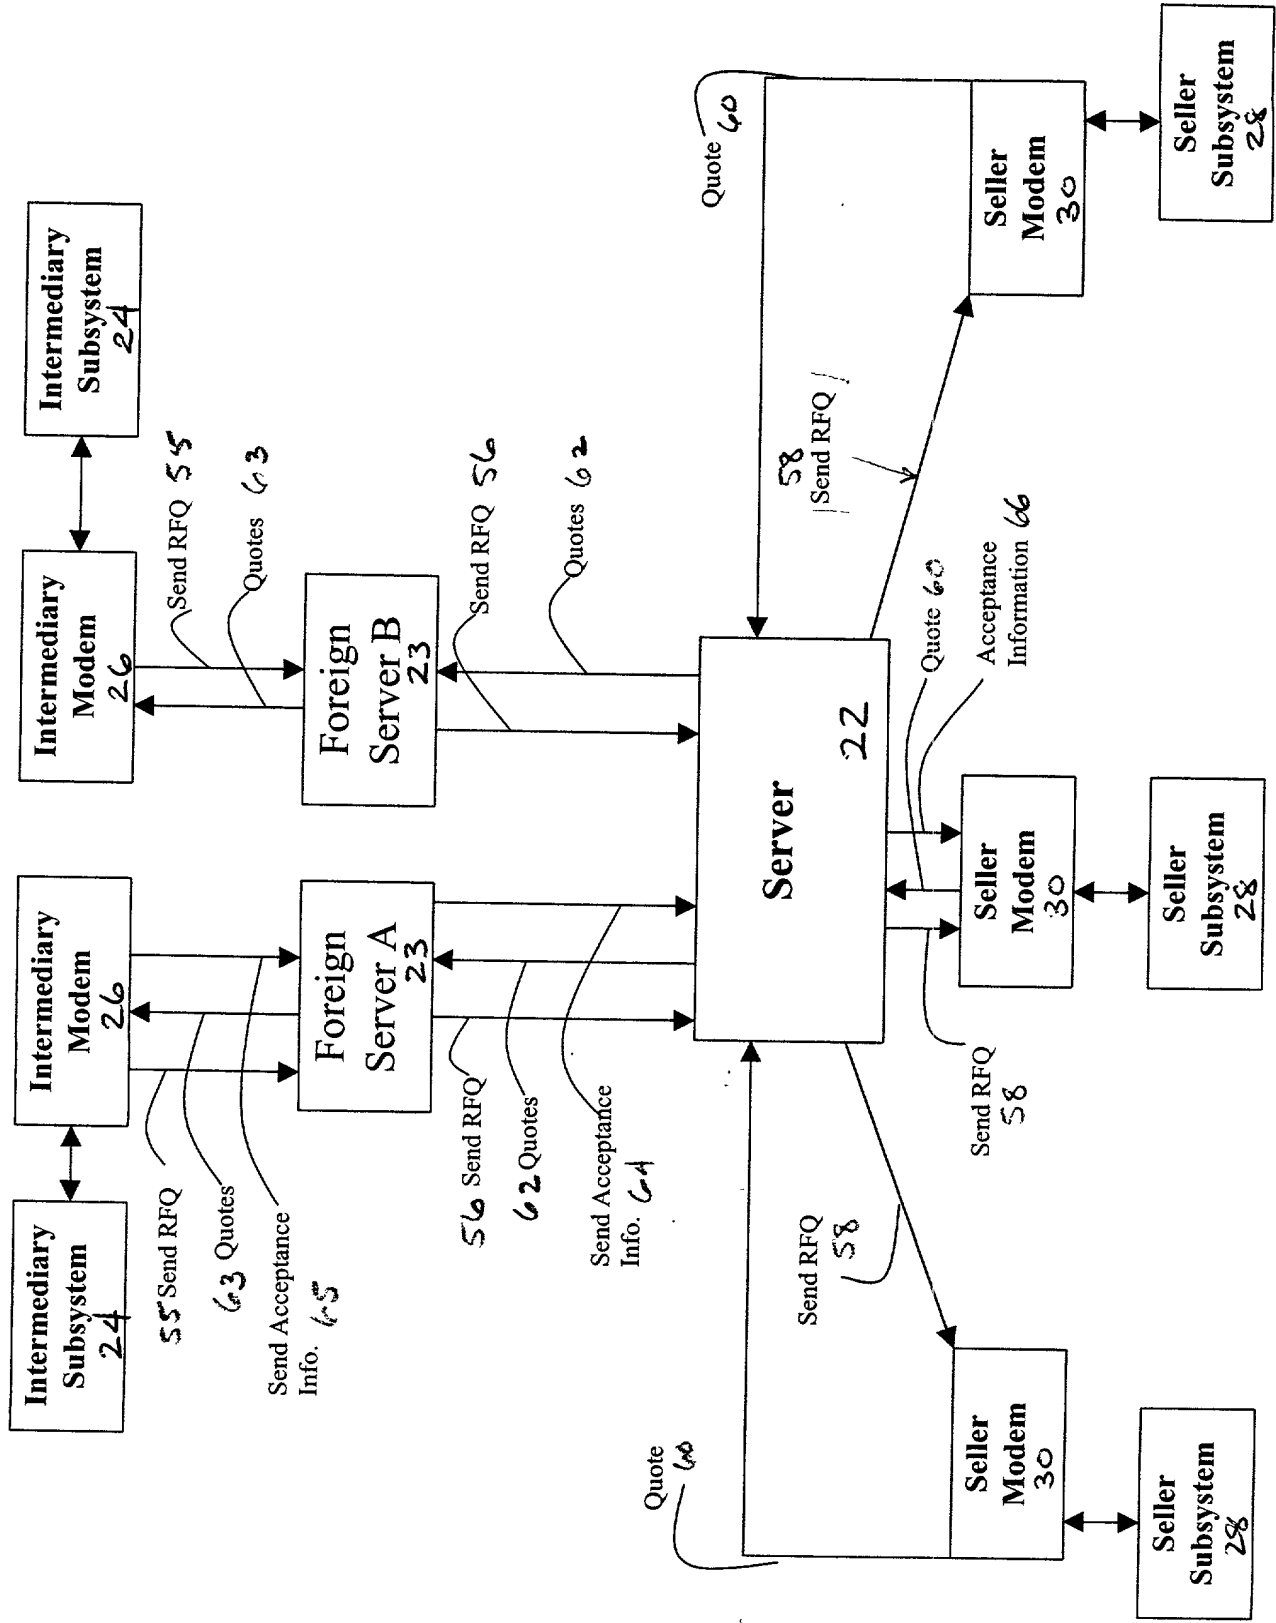 Intermediary
Subsystem
24
Intermediary
Modem
26
Intermediary
Modem
26
Intermediary
Subsystem
24
55 Send RFQ
63 Quotes
Send Acceptance
Info. 65
Send RFQ 55
Quotes 63
Foreign
Server A
23
Foreign
Server B
23
56 Send RFQ
62 Quotes
Send Acceptance
Info. 64
Send RFQ 56
Quotes 62
Server
22
Quote
60
Send RFQ
58
Send RFQ
58
Quote 60
Acceptance
Information 66
58
Send RFQ
Quote 60
Seller
Modem
30
Seller
Modem
30
Seller
Modem
30
Seller
Subsystem
28
Seller
Subsystem
28
Seller
Subsystem
28